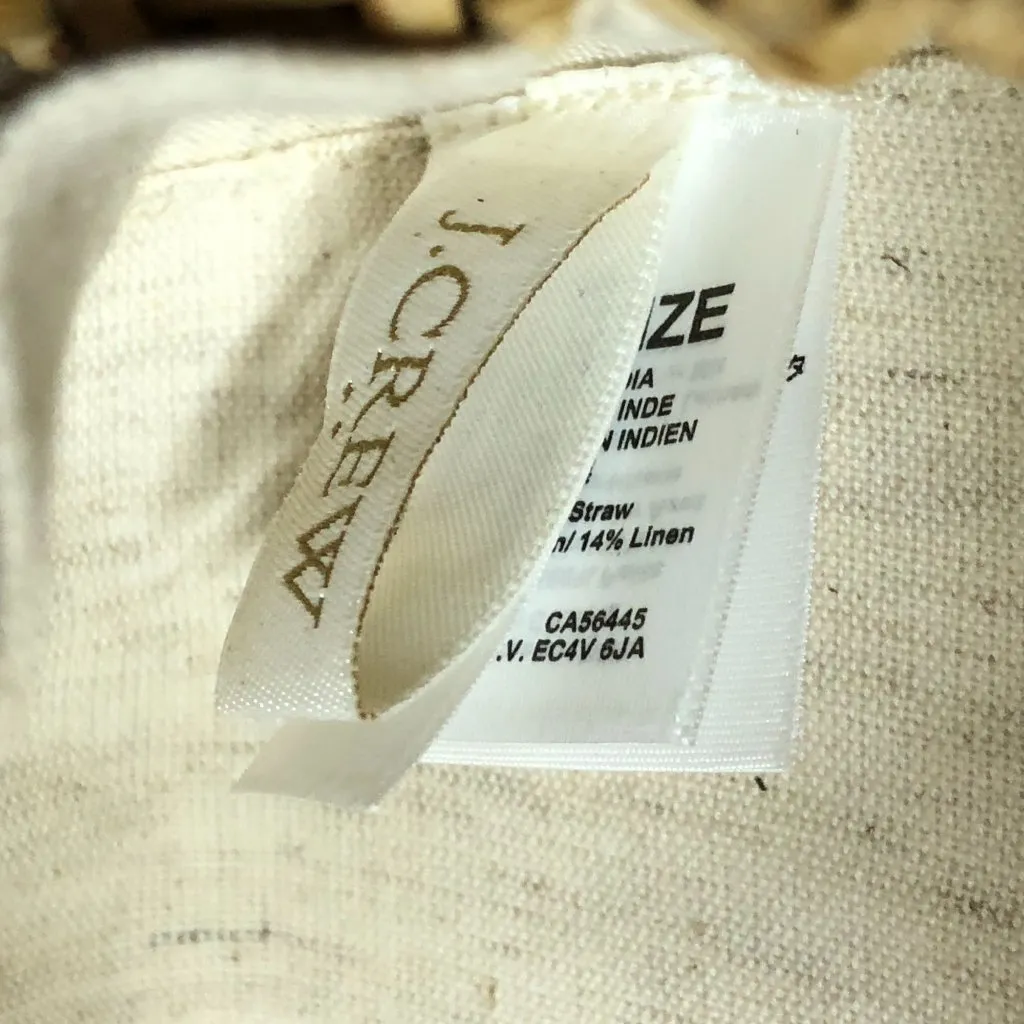 J.CREW
IZE
DIA
INDE
N INDIEN
Straw
n/ 14% Linen
CA56445
.V. EC4V 6JA